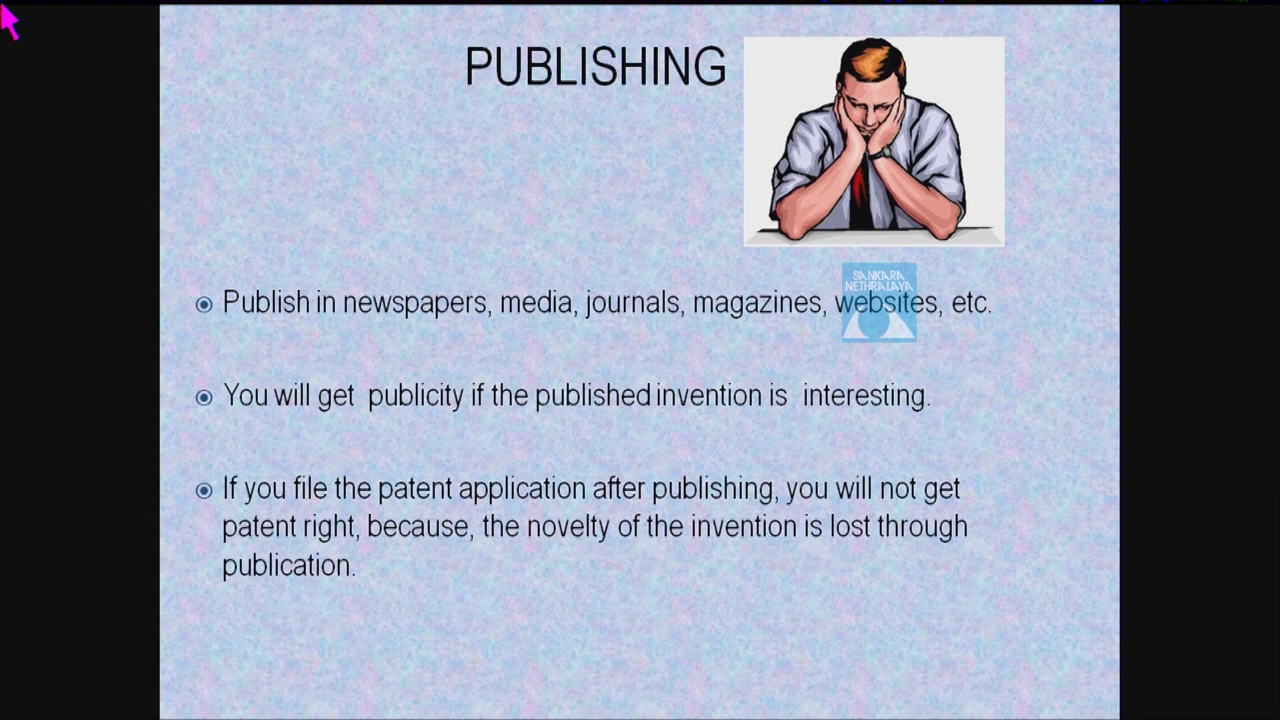 PUBLISHING
SANKARA
NETHRALAYA
Publish in newspapers, media, journals, magazines, websites, etc.
You will get publicity if the published invention is interesting.
If you file the patent application after publishing, you will not get
patent right, because, the novelty of the invention is lost through
publication.